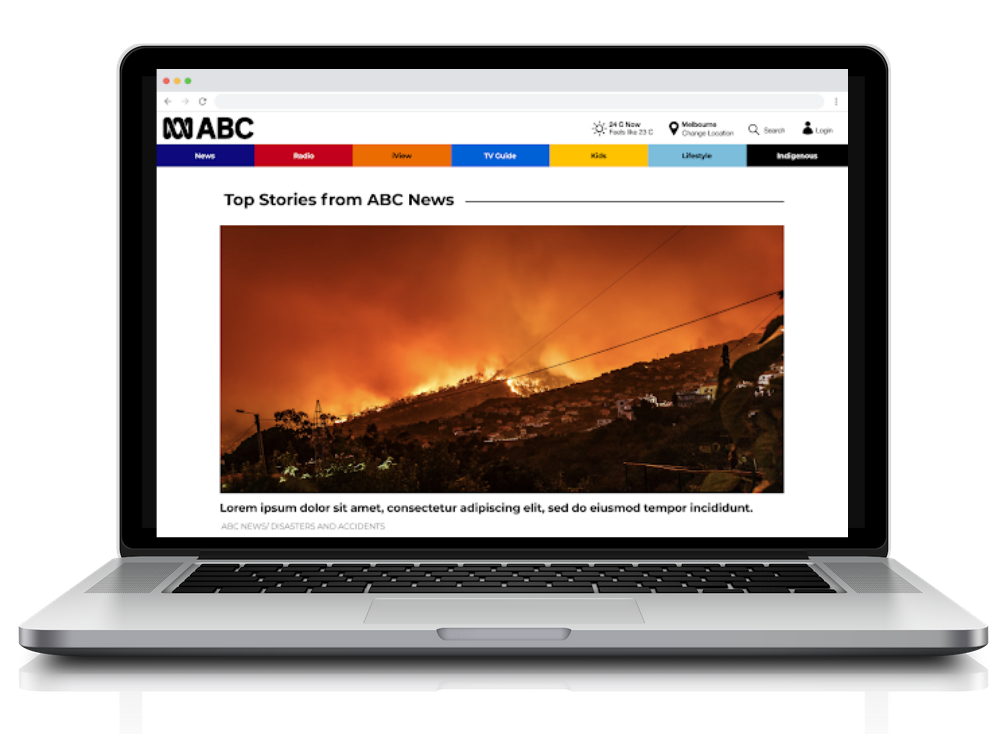 ABC
24 C Now
Feels like 23 C
Melbourne
Change Location
Search
Login
News
Radio
iView
TV Guide
Kids
Lifestyle
Indigenous
Top Stories from ABC News
Lorem ipsum dolor sit amet, consectetur adipiscing elit, sed do eiusmod tempor incididunt.
ABC NEWS/ DISASTERS AND ACCIDENTS